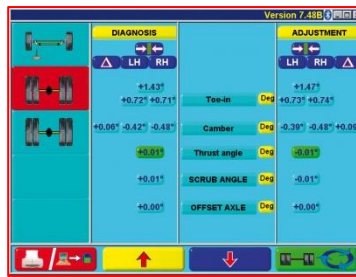 Version 7.48B
DIAGNOSIS ADJUSTMENT
Δ LH RH Δ LH RH
+1.43° +1.47°
+0.72° +0.71° Toe-in Deg +0.73° +0.74°
+0.06° -0.42° -0.48° Camber Deg -0.39° -0.48° +0.09
+0.01° Thrust angle Deg -0.01°
+0.01° SCRUB ANGLE Deg -0.01°
+0.00° OFFSET AXLE Deg +0.00°